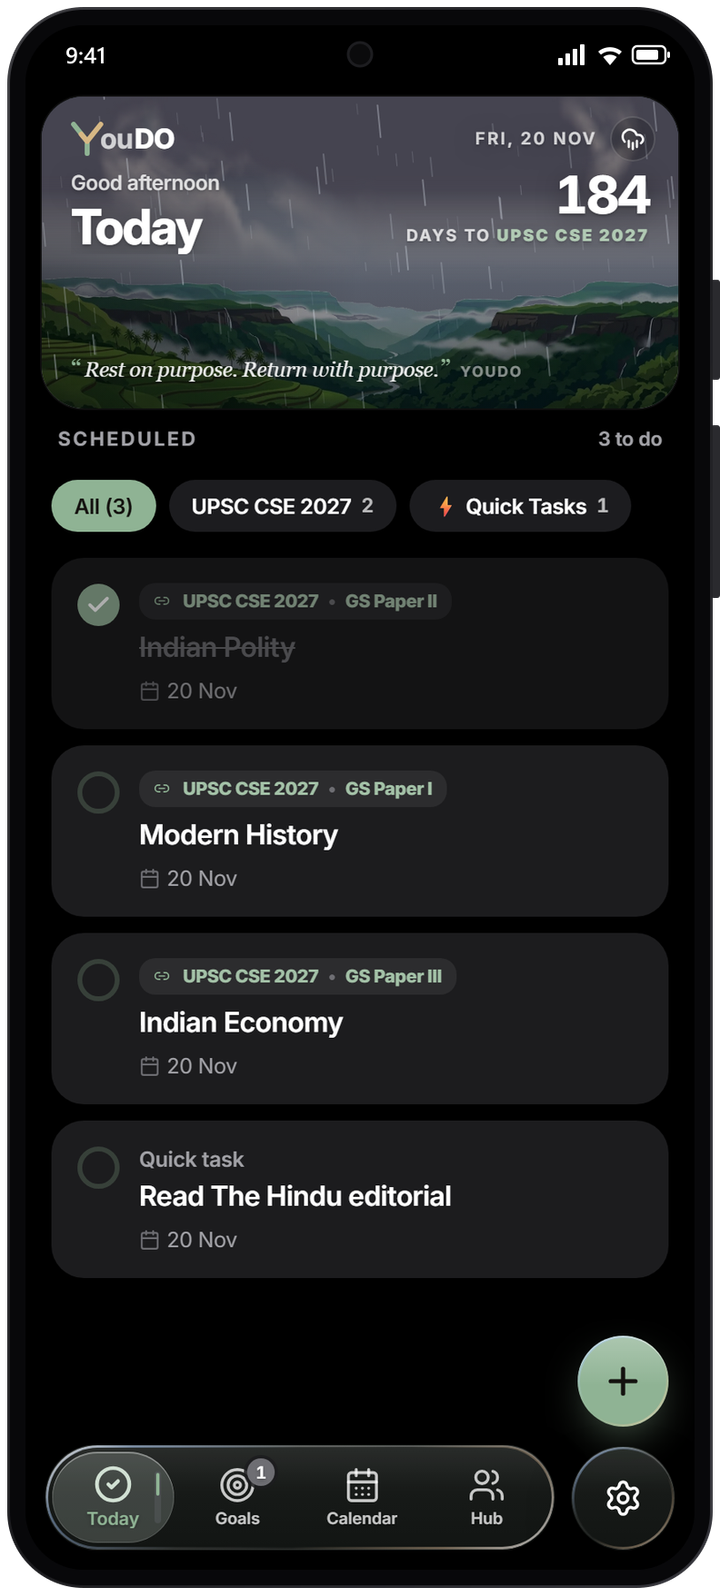 9:41
YouDO
FRI, 20 NOV
Good afternoon
184
Today
DAYS TO UPSC CSE 2027
“ Rest on purpose. Return with purpose.” YOUDO
SCHEDULED
3 to do
All (3)
UPSC CSE 2027 2
Quick Tasks 1
UPSC CSE 2027 • GS Paper II
Indian Polity
20 Nov
UPSC CSE 2027 • GS Paper I
Modern History
20 Nov
UPSC CSE 2027 • GS Paper III
Indian Economy
20 Nov
Quick task
Read The Hindu editorial
20 Nov
1
Today
Goals
Calendar
Hub